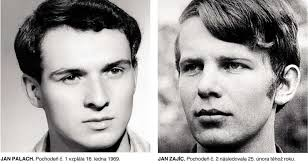 JAN PALACH. Pochodeň č. 1 vzplála 16. ledna 1969.
JAN ZAJÍC. Pochodeň č. 2 následovala 25. února téhož roku.